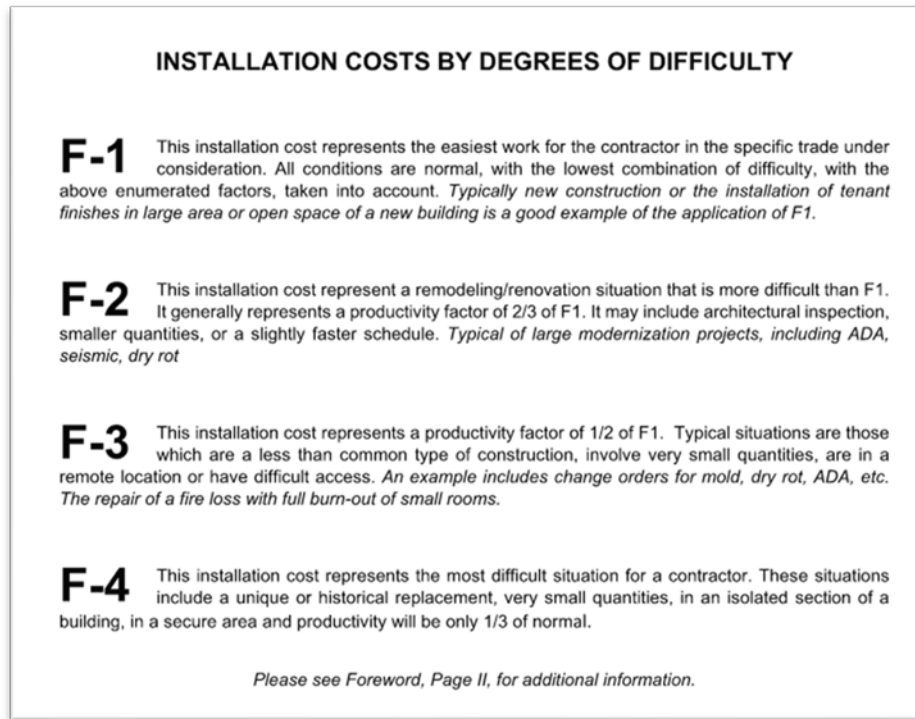 INSTALLATION COSTS BY DEGREES OF DIFFICULTY
F-1 This installation cost represents the easiest work for the contractor in the specific trade under
consideration. All conditions are normal, with the lowest combination of difficulty, with the
above enumerated factors, taken into account. Typically new construction or the installation of tenant
finishes in large area or open space of a new building is a good example of the application of F1.
F-2 This installation cost represent a remodeling/renovation situation that is more difficult than F1.
It generally represents a productivity factor of 2/3 of F1. It may include architectural inspection,
smaller quantities, or a slightly faster schedule. Typical of large modernization projects, including ADA,
seismic, dry rot
F-3 This installation cost represents a productivity factor of 1/2 of F1. Typical situations are those
which are a less than common type of construction, involve very small quantities, are in a
remote location or have difficult access. An example includes change orders for mold, dry rot, ADA, etc.
The repair of a fire loss with full burn-out of small rooms.
F-4 This installation cost represents the most difficult situation for a contractor. These situations
include a unique or historical replacement, very small quantities, in an isolated section of a
building, in a secure area and productivity will be only 1/3 of normal.
Please see Foreword, Page II, for additional information.